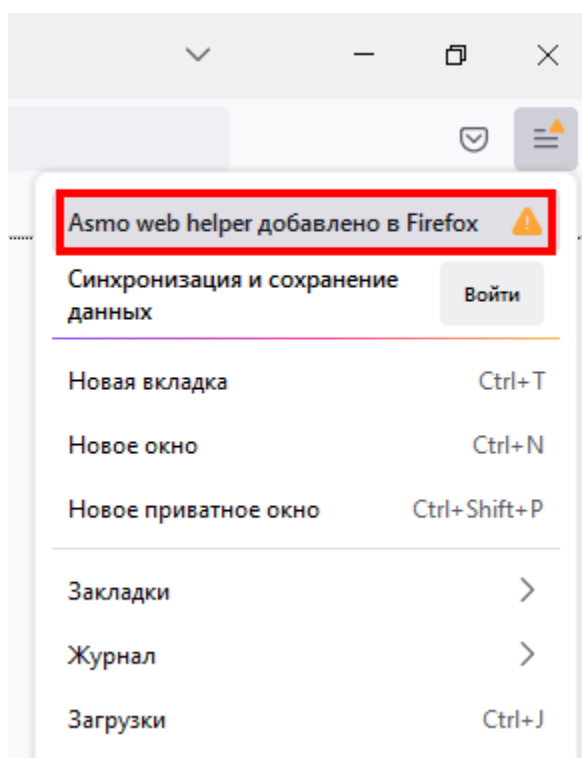 Asmo web helper добавлено в Firefox
Синхронизация и сохранение
данных
Войти
Новая вкладка Ctrl+T
Новое окно Ctrl+N
Новое приватное окно Ctrl+Shift+P
Закладки
Журнал
Загрузки Ctrl+J